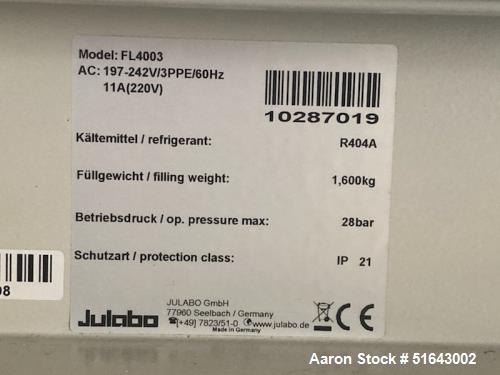 Model: FL4003
AC: 197-242V/3PPE/60Hz
11A(220V)
10287019
Kältemittel / refrigerant: R404A
Füllgewicht / filling weight: 1,600kg
Betriebsdruck / op. pressure max: 28bar
Schutzart / protection class: IP 21
Julabo
JULABO GmbH
77960 Seelbach / Germany
(+49) 7823/51-0 www.julabo.de
Made in Germany
CE
08
Aaron Stock # 51643002